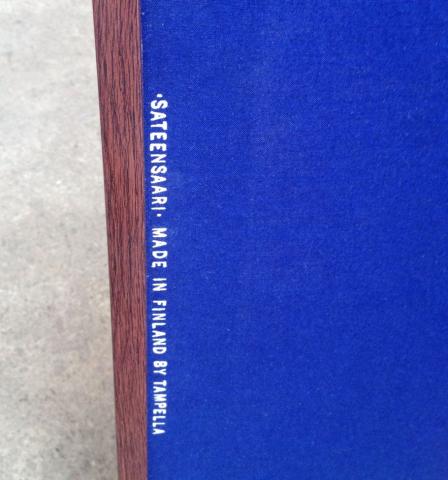 ·SATEENSAARI· MADE IN FINLAND BY TAMPELLA